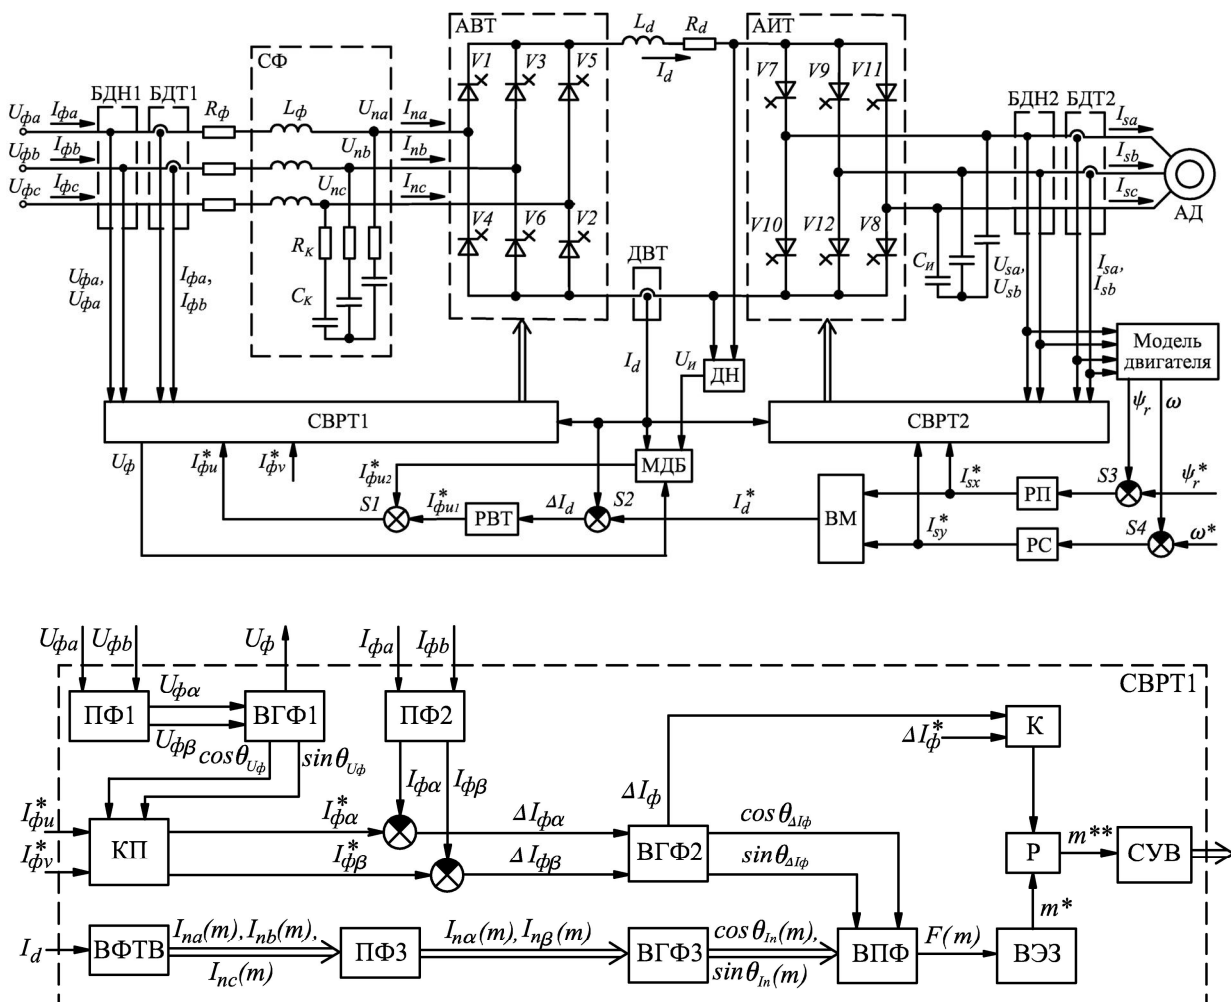 АВТ
L_d
R_d
АИТ
СФ
V1
V3
V5
I_d
V7
V9
V11
БДН1
БДТ1
R_ф
L_ф
U_na
I_na
БДН2
БДТ2
I_sa
U_фa
I_фa
U_фb
I_фb
U_nb
I_nb
I_sb
U_фc
I_фc
U_nc
I_nc
I_sc
АД
R_К
V4
V6
V2
ДВТ
V10
V12
V8
C_И
U_sa,
U_sb
I_sa,
I_sb
U_фa,
U_фa
I_фa,
I_фb
C_К
I_d
U_И
ДН
Модель
двигателя
ψ_r
ω
СВРТ1
СВРТ2
U_ф
I*_фu
I*_фv
I*_фu2
МДБ
I*_sx
РП
S3
ψ_r*
S1
I*_фu1
РВТ
ΔI_d
S2
I_d*
ВМ
I*_sy
РС
S4
ω*
U_фa
U_фb
U_ф
I_фa
I_фb
СВРТ1
ПФ1
U_фα
U_фβ
ВГФ1
ПФ2
К
ΔI_ф*
cosθ_Uф
sinθ_Uф
I_фα
I_фβ
ΔI_ф
I*_фu
I*_фv
КП
I*_фα
I*_фβ
ΔI_фα
ΔI_фβ
ВГФ2
cosθ_ΔIф
sinθ_ΔIф
Р
m**
СУВ
m*
I_d
ВФТВ
I_na(m), I_nb(m),
I_nc(m)
ПФ3
I_nα(m), I_nβ(m)
ВГФ3
cosθ_In(m),
sinθ_In(m)
ВПФ
F(m)
ВЭЗ